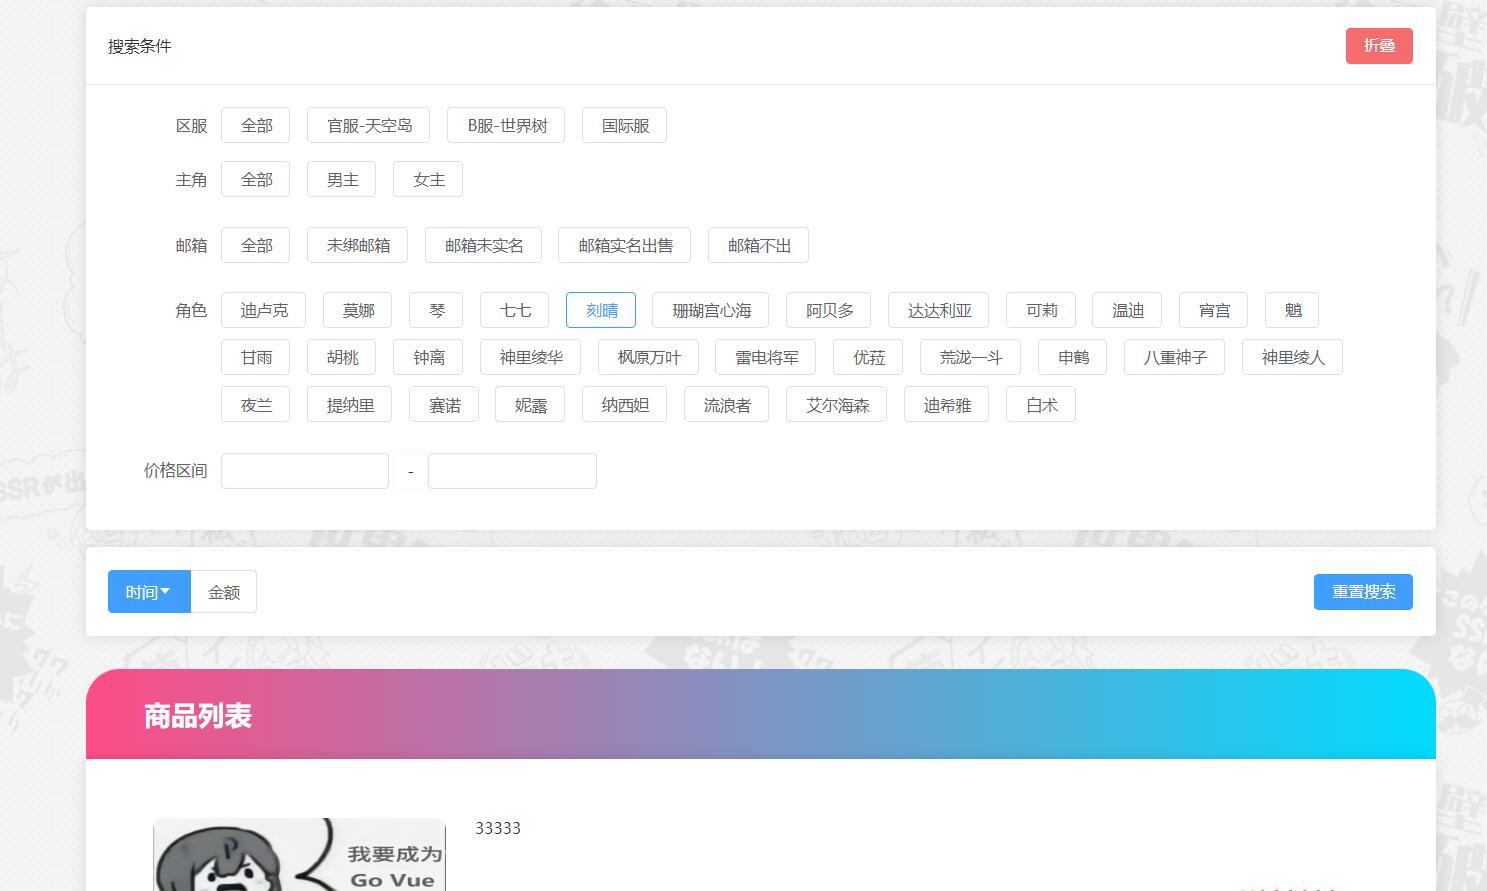 搜索条件 折叠
区服 全部 官服-天空岛 B服-世界树 国际服
主角 全部 男主 女主
邮箱 全部 未绑邮箱 邮箱未实名 邮箱实名出售 邮箱不出
角色 迪卢克 莫娜 琴 七七 刻晴 珊瑚宫心海 阿贝多 达达利亚 可莉 温迪 宵宫 魈
甘雨 胡桃 钟离 神里绫华 枫原万叶 雷电将军 优菈 荒泷一斗 申鹤 八重神子 神里绫人
夜兰 提纳里 赛诺 妮露 纳西妲 流浪者 艾尔海森 迪希雅 白术
价格区间 -
时间 金额 重置搜索
商品列表
33333
我要成为
Go Vue